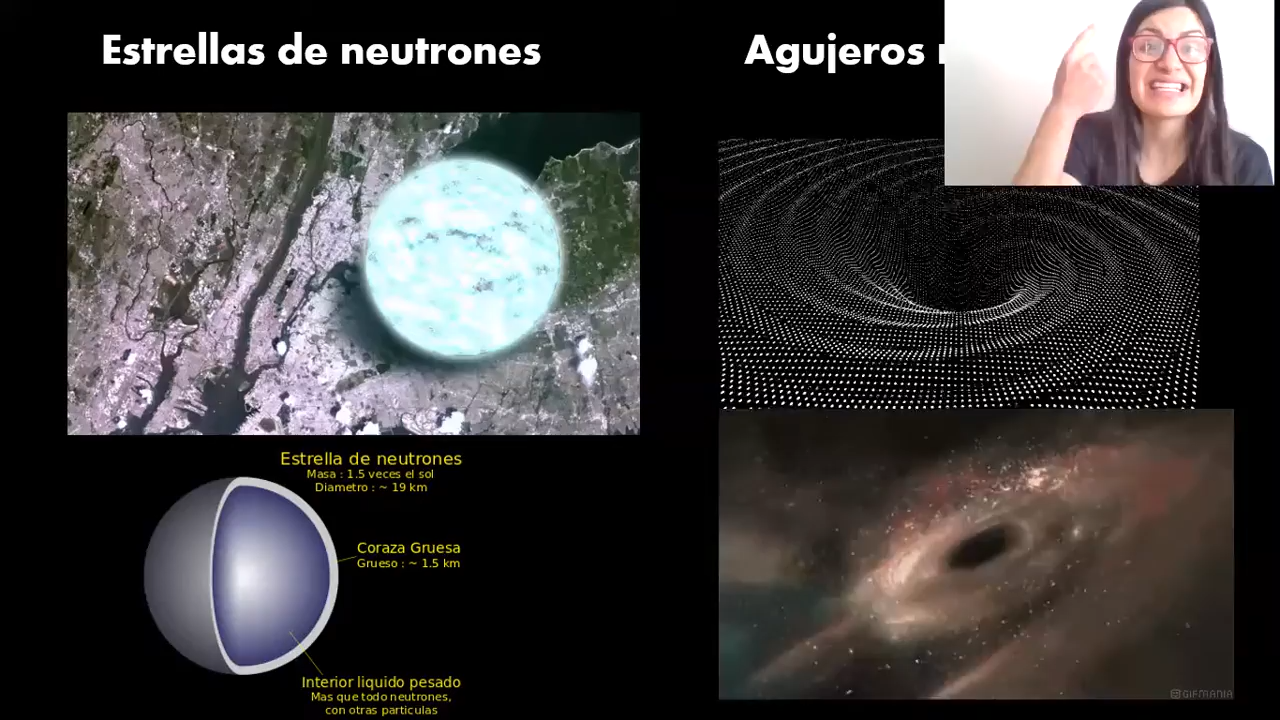 Estrellas de neutrones
Agujeros
Estrella de neutrones
Masa : 1.5 veces el sol
Diametro : ~ 19 km
Coraza Gruesa
Grueso : ~ 1.5 km
Interior liquido pesado
Mas que todo neutrones,
con otras particulas
GIFMANIA